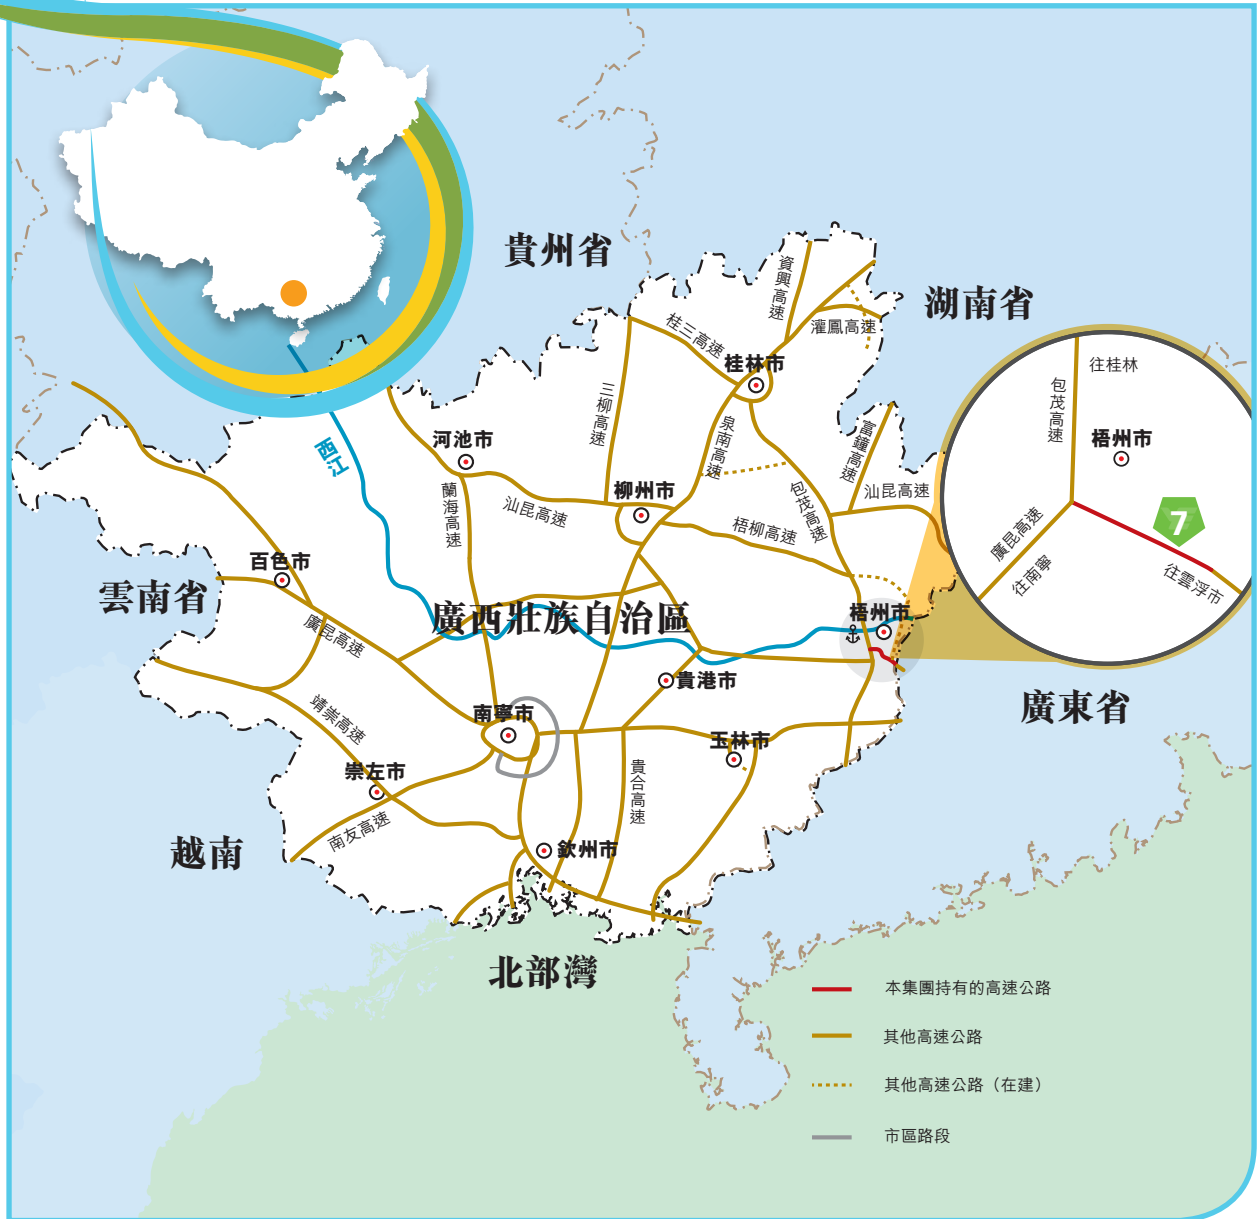 貴州省
湖南省
資興高速
灌鳳高速
桂三高速
桂林市
往桂林
包茂高速
梧州市
三柳高速
泉南高速
富鐘高速
河池市
西江
蘭海高速
汕昆高速
柳州市
包茂高速
汕昆高速
梧柳高速
7
廣昆高速
往南寧
往雲浮市
百色市
雲南省
廣昆高速
廣西壯族自治區
梧州市
貴港市
廣東省
靖崇高速
南寧市
玉林市
崇左市
貴合高速
南友高速
越南
欽州市
北部灣
本集團持有的高速公路
其他高速公路
其他高速公路（在建）
市區路段